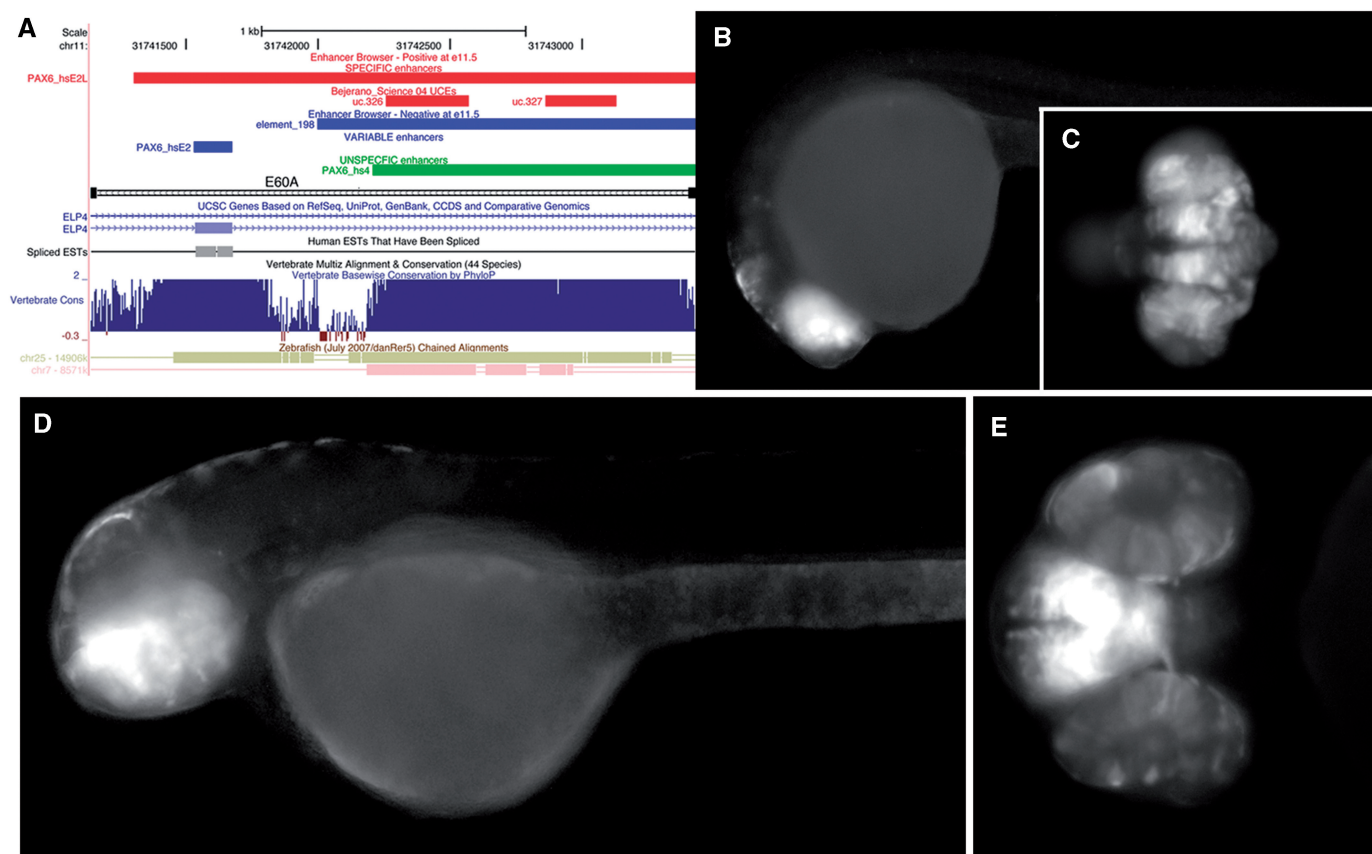 A
Scale
1 kb
chr11:
31741500
31742000
31742500
31743000
Enhancer Browser - Positive at e11.5
SPECIFIC enhancers
PAX6_hsE2L
Bejerano_Science 04 UCEs
uc.326
uc.327
Enhancer Browser - Negative at e11.5
element_198
VARIABLE enhancers
PAX6_hsE2
UNSPECFIC enhancers
PAX6_hs4
E60A
UCSC Genes Based on RefSeq, UniProt, GenBank, CCDS and Comparative Genomics
ELP4
ELP4
Human ESTs That Have Been Spliced
Spliced ESTs
Vertebrate Multiz Alignment & Conservation (44 Species)
Vertebrate Basewise Conservation by PhyloP
2
Vertebrate Cons
-0.3
Zebrafish (July 2007/danRer5) Chained Alignments
chr25 - 14906k
chr7 - 8571k
B
C
D
E